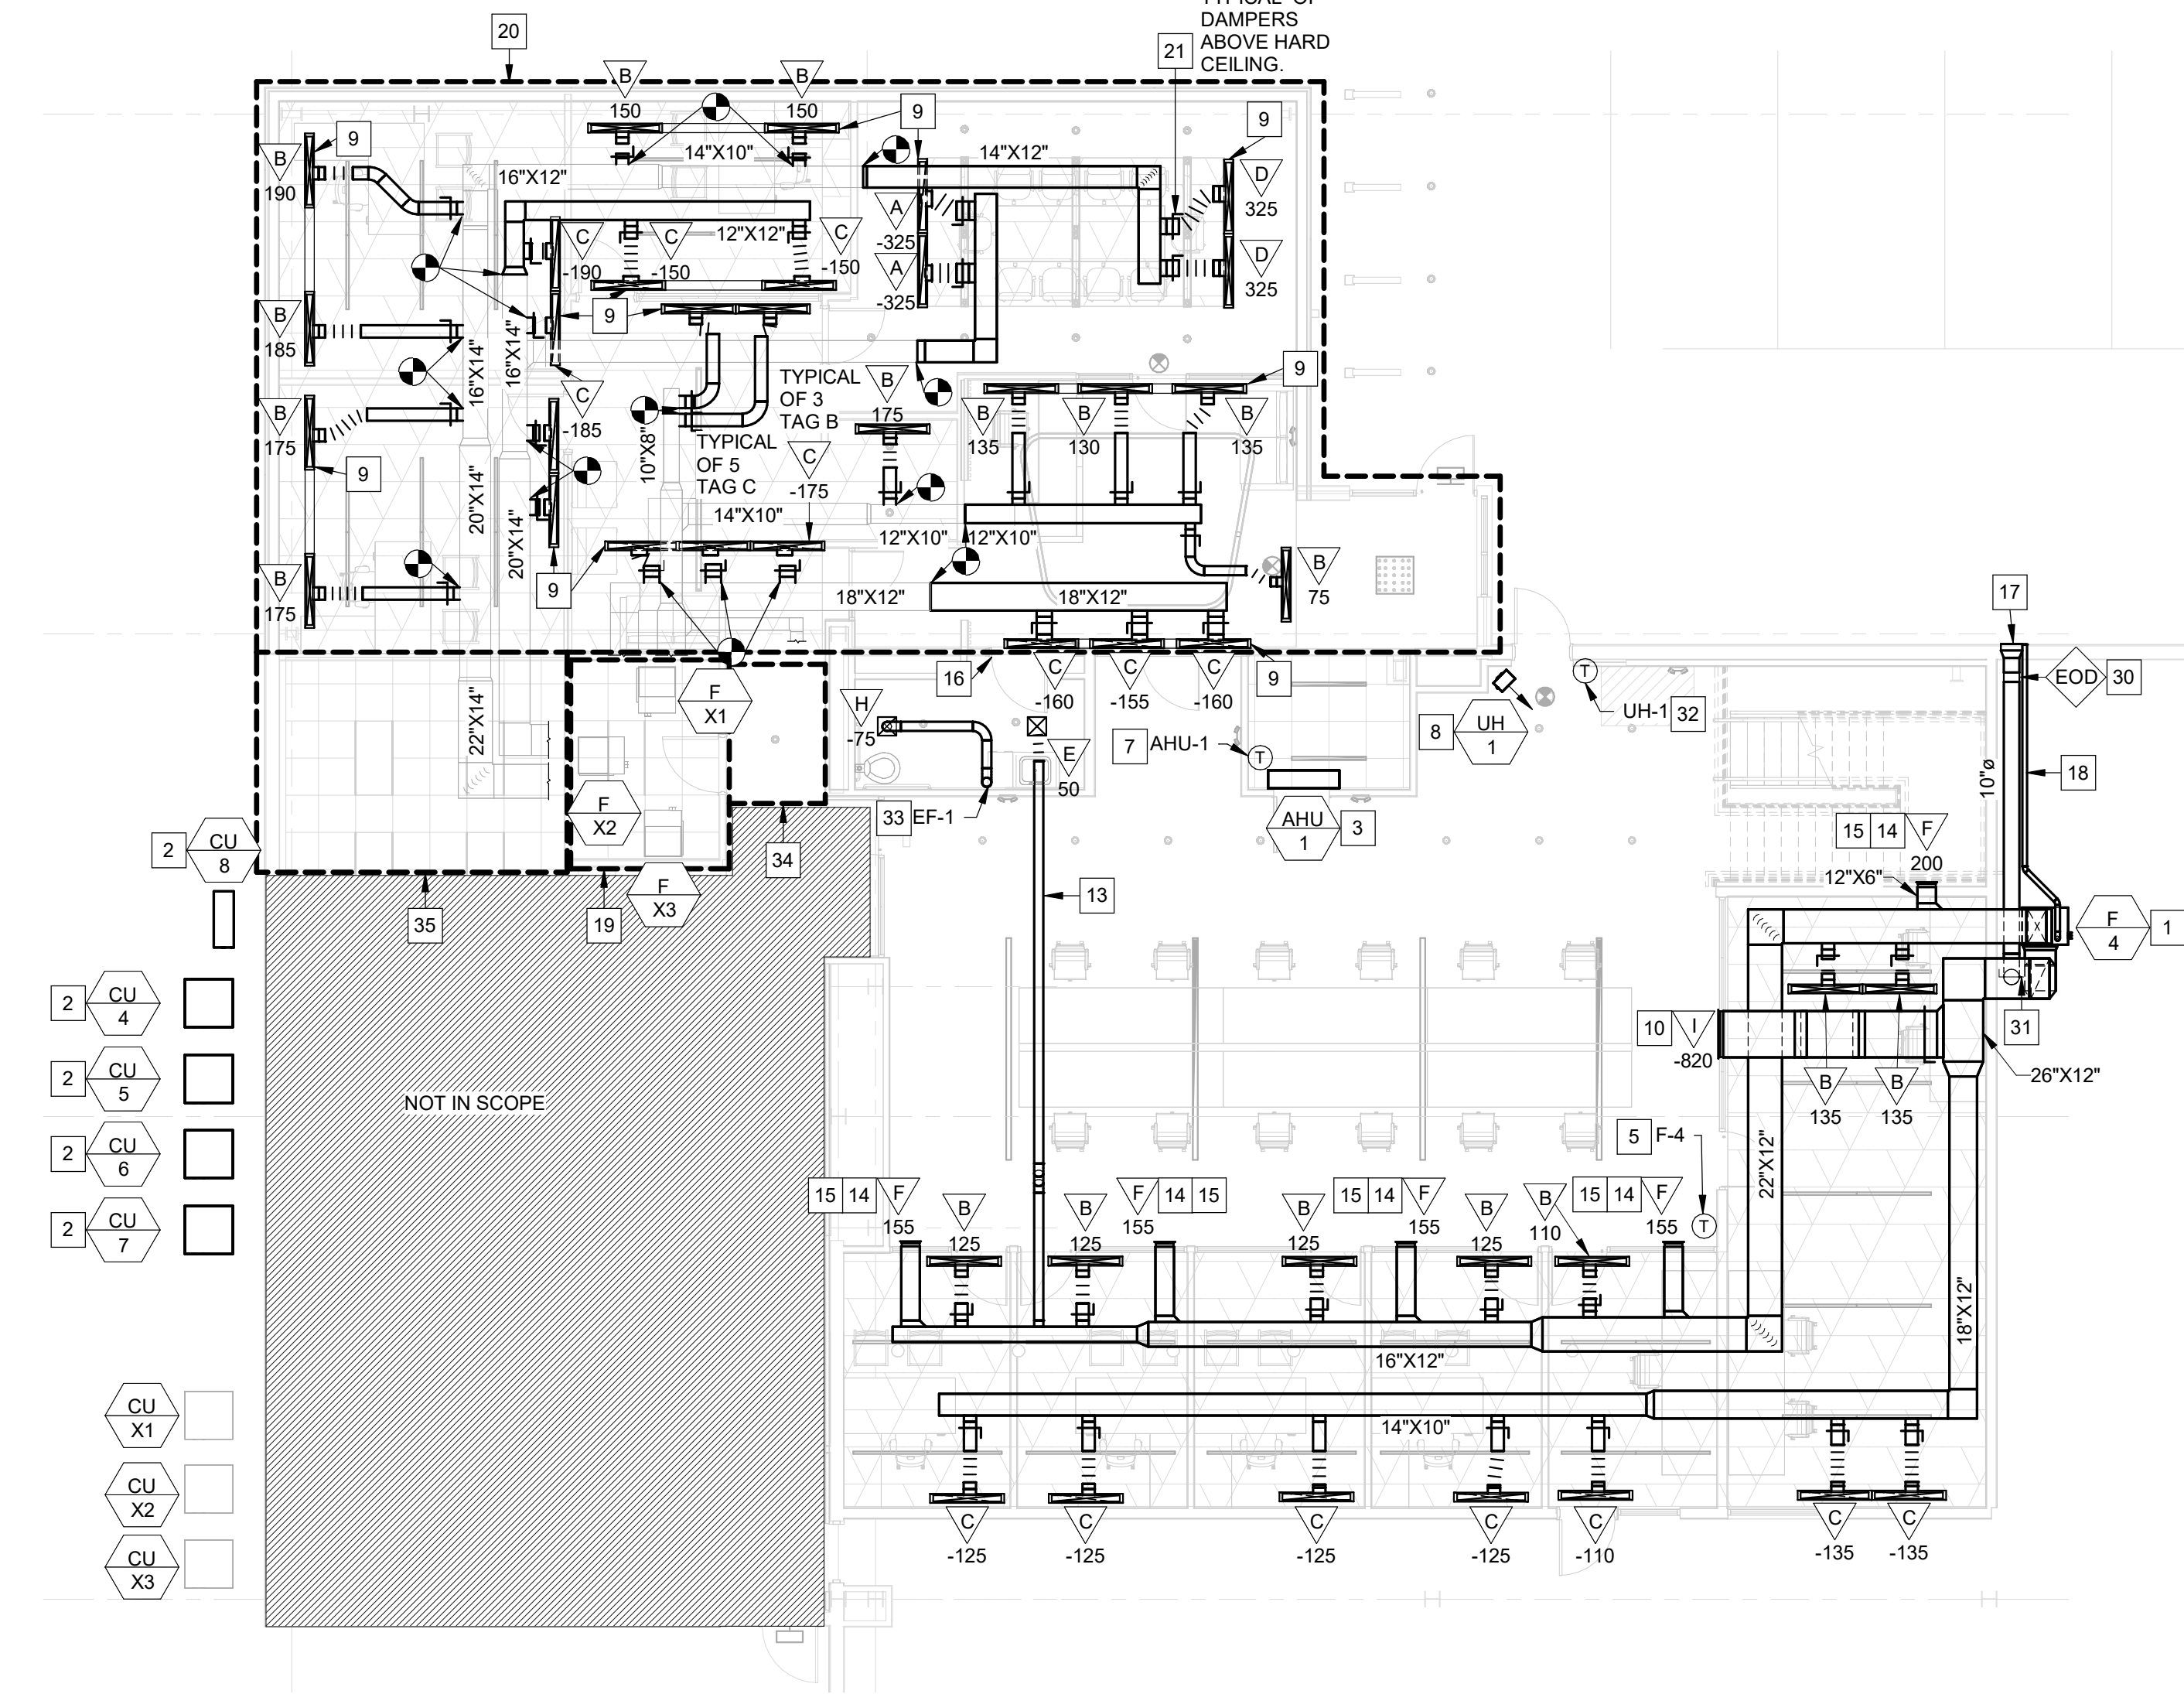 DAMPERS
ABOVE HARD
CEILING.
20
21
B
150
B
150
9
9
9
B
190
14"X10"
14"X12"
16"X12"
D
325
A
-325
D
325
A
-325
C
-190
C
-150
12"X12"
C
-150
9
B
185
16"X14"
16"X14"
C
-185
TYPICAL
OF 3
TAG B
B
175
9
B
135
B
130
B
135
B
175
9
10"X8"
TYPICAL
OF 5
TAG C
C
-175
20"X14"
20"X14"
14"X10"
12"X10"
12"X10"
B
175
9
18"X12"
18"X12"
B
75
17
16
C
-160
C
-155
C
-160
9
EOD
30
F
X1
22"X14"
H
-75
E
50
7
AHU-1
8
UH
1
UH-1
32
10"ø
18
F
X2
33
EF-1
AHU
1
3
15
14
F
200
2
CU
8
34
12"X6"
F
X3
35
19
13
F
4
1
2
CU
4
10
I
-820
31
2
CU
5
NOT IN SCOPE
B
135
B
135
26"X12"
2
CU
6
5
F-4
22"X12"
2
CU
7
15
14
F
155
B
125
B
125
F
155
14
15
B
125
15
14
F
155
B
125
B
110
15
14
F
155
T
T
T
18"X12"
16"X12"
14"X10"
CU
X1
CU
X2
CU
X3
C
-125
C
-125
C
-125
C
-125
C
-110
C
-135
C
-135